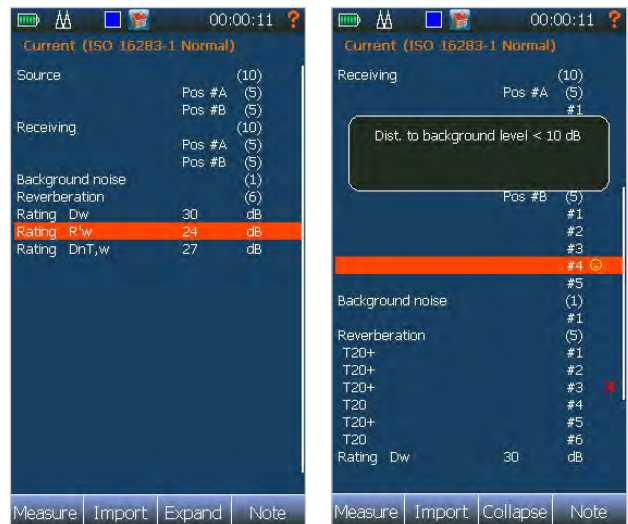 00:00:11 ?
Current (ISO 16283-1 Normal)
Source (10)
Pos #A (5)
Pos #B (5)
Receiving (10)
Pos #A (5)
Pos #B (5)
Background noise (1)
Reverberation (6)
Rating Dw 30 dB
Rating R'w 24 dB
Rating DnT,w 27 dB
Measure Import Expand Note
00:00:11 ?
Current (ISO 16283-1 Normal)
Receiving (10)
Pos #A (5)
#1
Dist. to background level < 10 dB
Pos #B (5)
#1
#2
#3
#4
#5
Background noise (1)
#1
Reverberation (5)
T20+ #1
T20+ #2
T20+ #3 X
T20 #4
T20+ #5
T20 #6
Rating Dw 30 dB
Measure Import Collapse Note